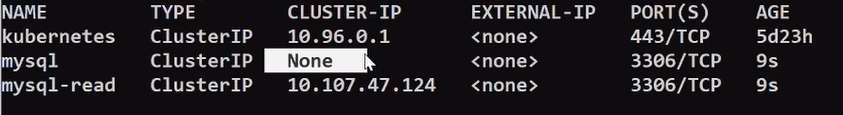 NAME TYPE CLUSTER-IP EXTERNAL-IP PORT(S) AGE
kubernetes ClusterIP 10.96.0.1 <none> 443/TCP 5d23h
mysql ClusterIP None <none> 3306/TCP 9s
mysql-read ClusterIP 10.107.47.124 <none> 3306/TCP 9s